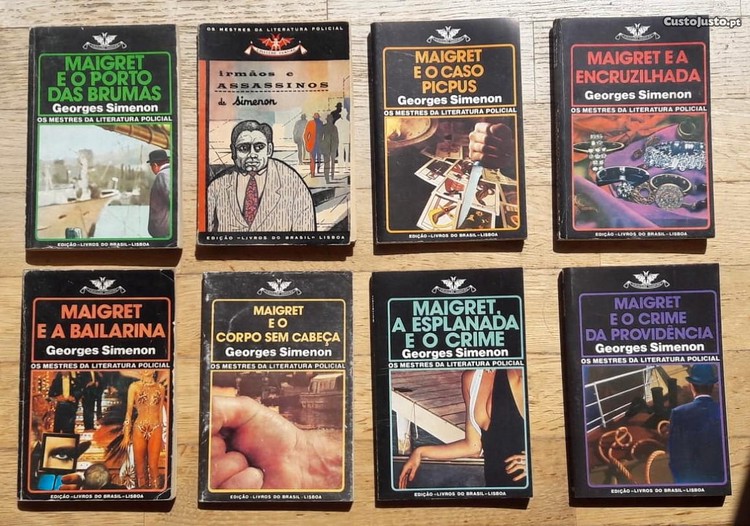 CustoJusto.pt
MAIGRET
E O PORTO
DAS BRUMAS
Georges Simenon
OS MESTRES DA LITERATURA POLICIAL
EDIÇÃO-LIVROS DO BRASIL-LISBOA
OS MESTRES DA LITERATURA POLICIAL
irmãos e
ASSASSINOS
de Simenon
EDIÇÃO-LIVROS DO BRASIL-LISBOA
MAIGRET
E O CASO
PICPUS
Georges Simenon
OS MESTRES DA LITERATURA POLICIAL
EDIÇÃO-LIVROS DO BRASIL-LISBOA
MAIGRET E A
ENCRUZILHADA
Georges Simenon
OS MESTRES DA LITERATURA POLICIAL
EDIÇÃO-LIVROS DO BRASIL-LISBOA
MAIGRET
E A BAILARINA
Georges Simenon
OS MESTRES DA LITERATURA POLICIAL
EDIÇÃO-LIVROS DO BRASIL-LISBOA
MAIGRET
E O
CORPO SEM CABEÇA
Georges Simenon
OS MESTRES DA LITERATURA POLICIAL
EDIÇÃO-LIVROS DO BRASIL-LISBOA
MAIGRET,
A ESPLANADA
E O CRIME
Georges Simenon
OS MESTRES DA LITERATURA POLICIAL
EDIÇÃO-LIVROS DO BRASIL-LISBOA
MAIGRET
E O CRIME
DA PROVIDÊNCIA
Georges Simenon
OS MESTRES DA LITERATURA POLICIAL
EDIÇÃO-LIVROS DO BRASIL-LISBOA